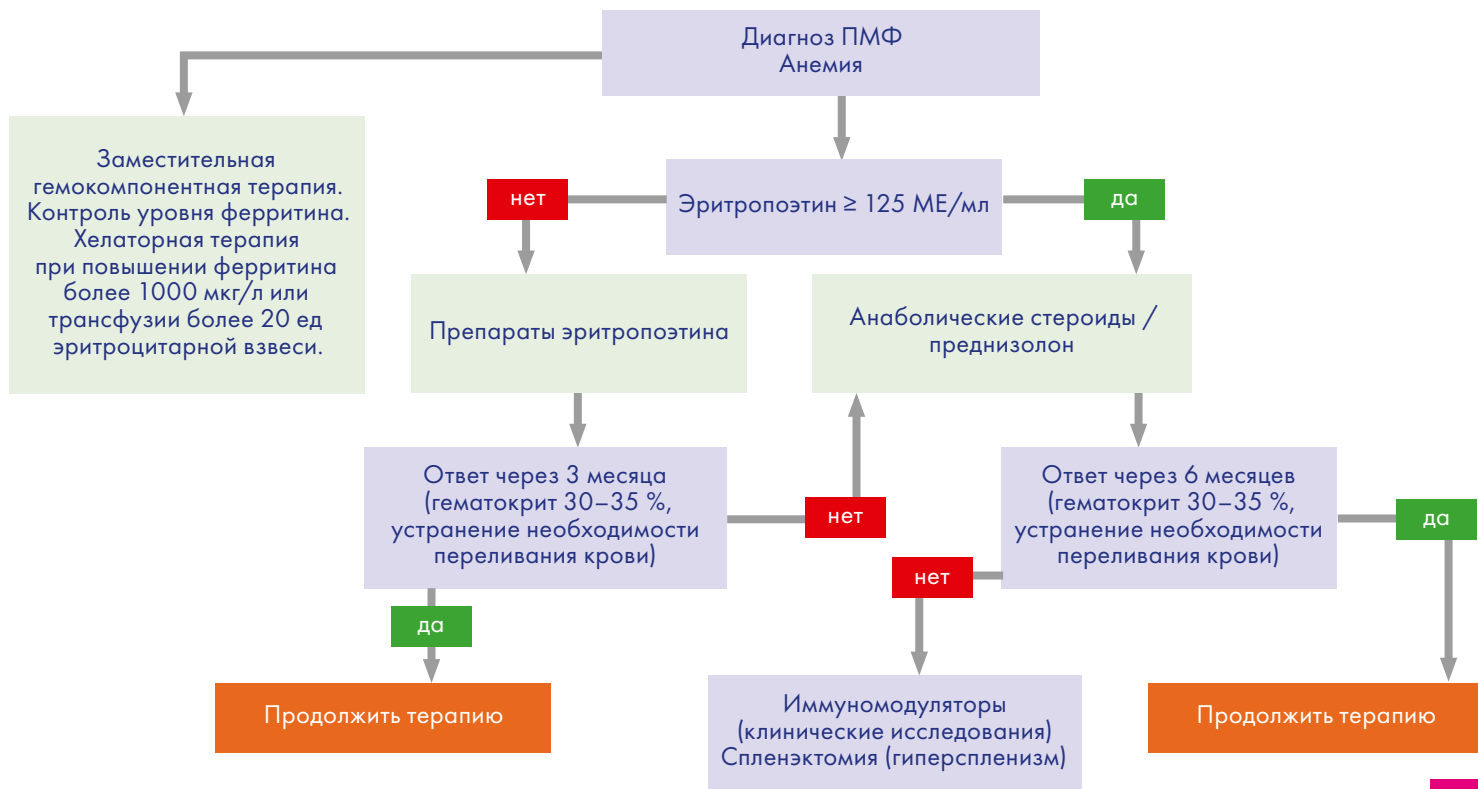 Диагноз ПМФ
Анемия
Заместительная
гемокомпонентная терапия.
Контроль уровня ферритина.
Хелаторная терапия
при повышении ферритина
более 1000 мкг/л или
трансфузии более 20 ед
эритроцитарной взвеси.
нет
Эритропоэтин ≥ 125 МЕ/мл
да
Препараты эритропоэтина
Анаболические стероиды /
преднизолон
Ответ через 3 месяца
(гематокрит 30–35 %,
устранение необходимости
переливания крови)
нет
Ответ через 6 месяцев
(гематокрит 30–35 %,
устранение необходимости
переливания крови)
да
нет
да
Продолжить терапию
Иммуномодуляторы
(клинические исследования)
Спленэктомия (гиперспленизм)
Продолжить терапию